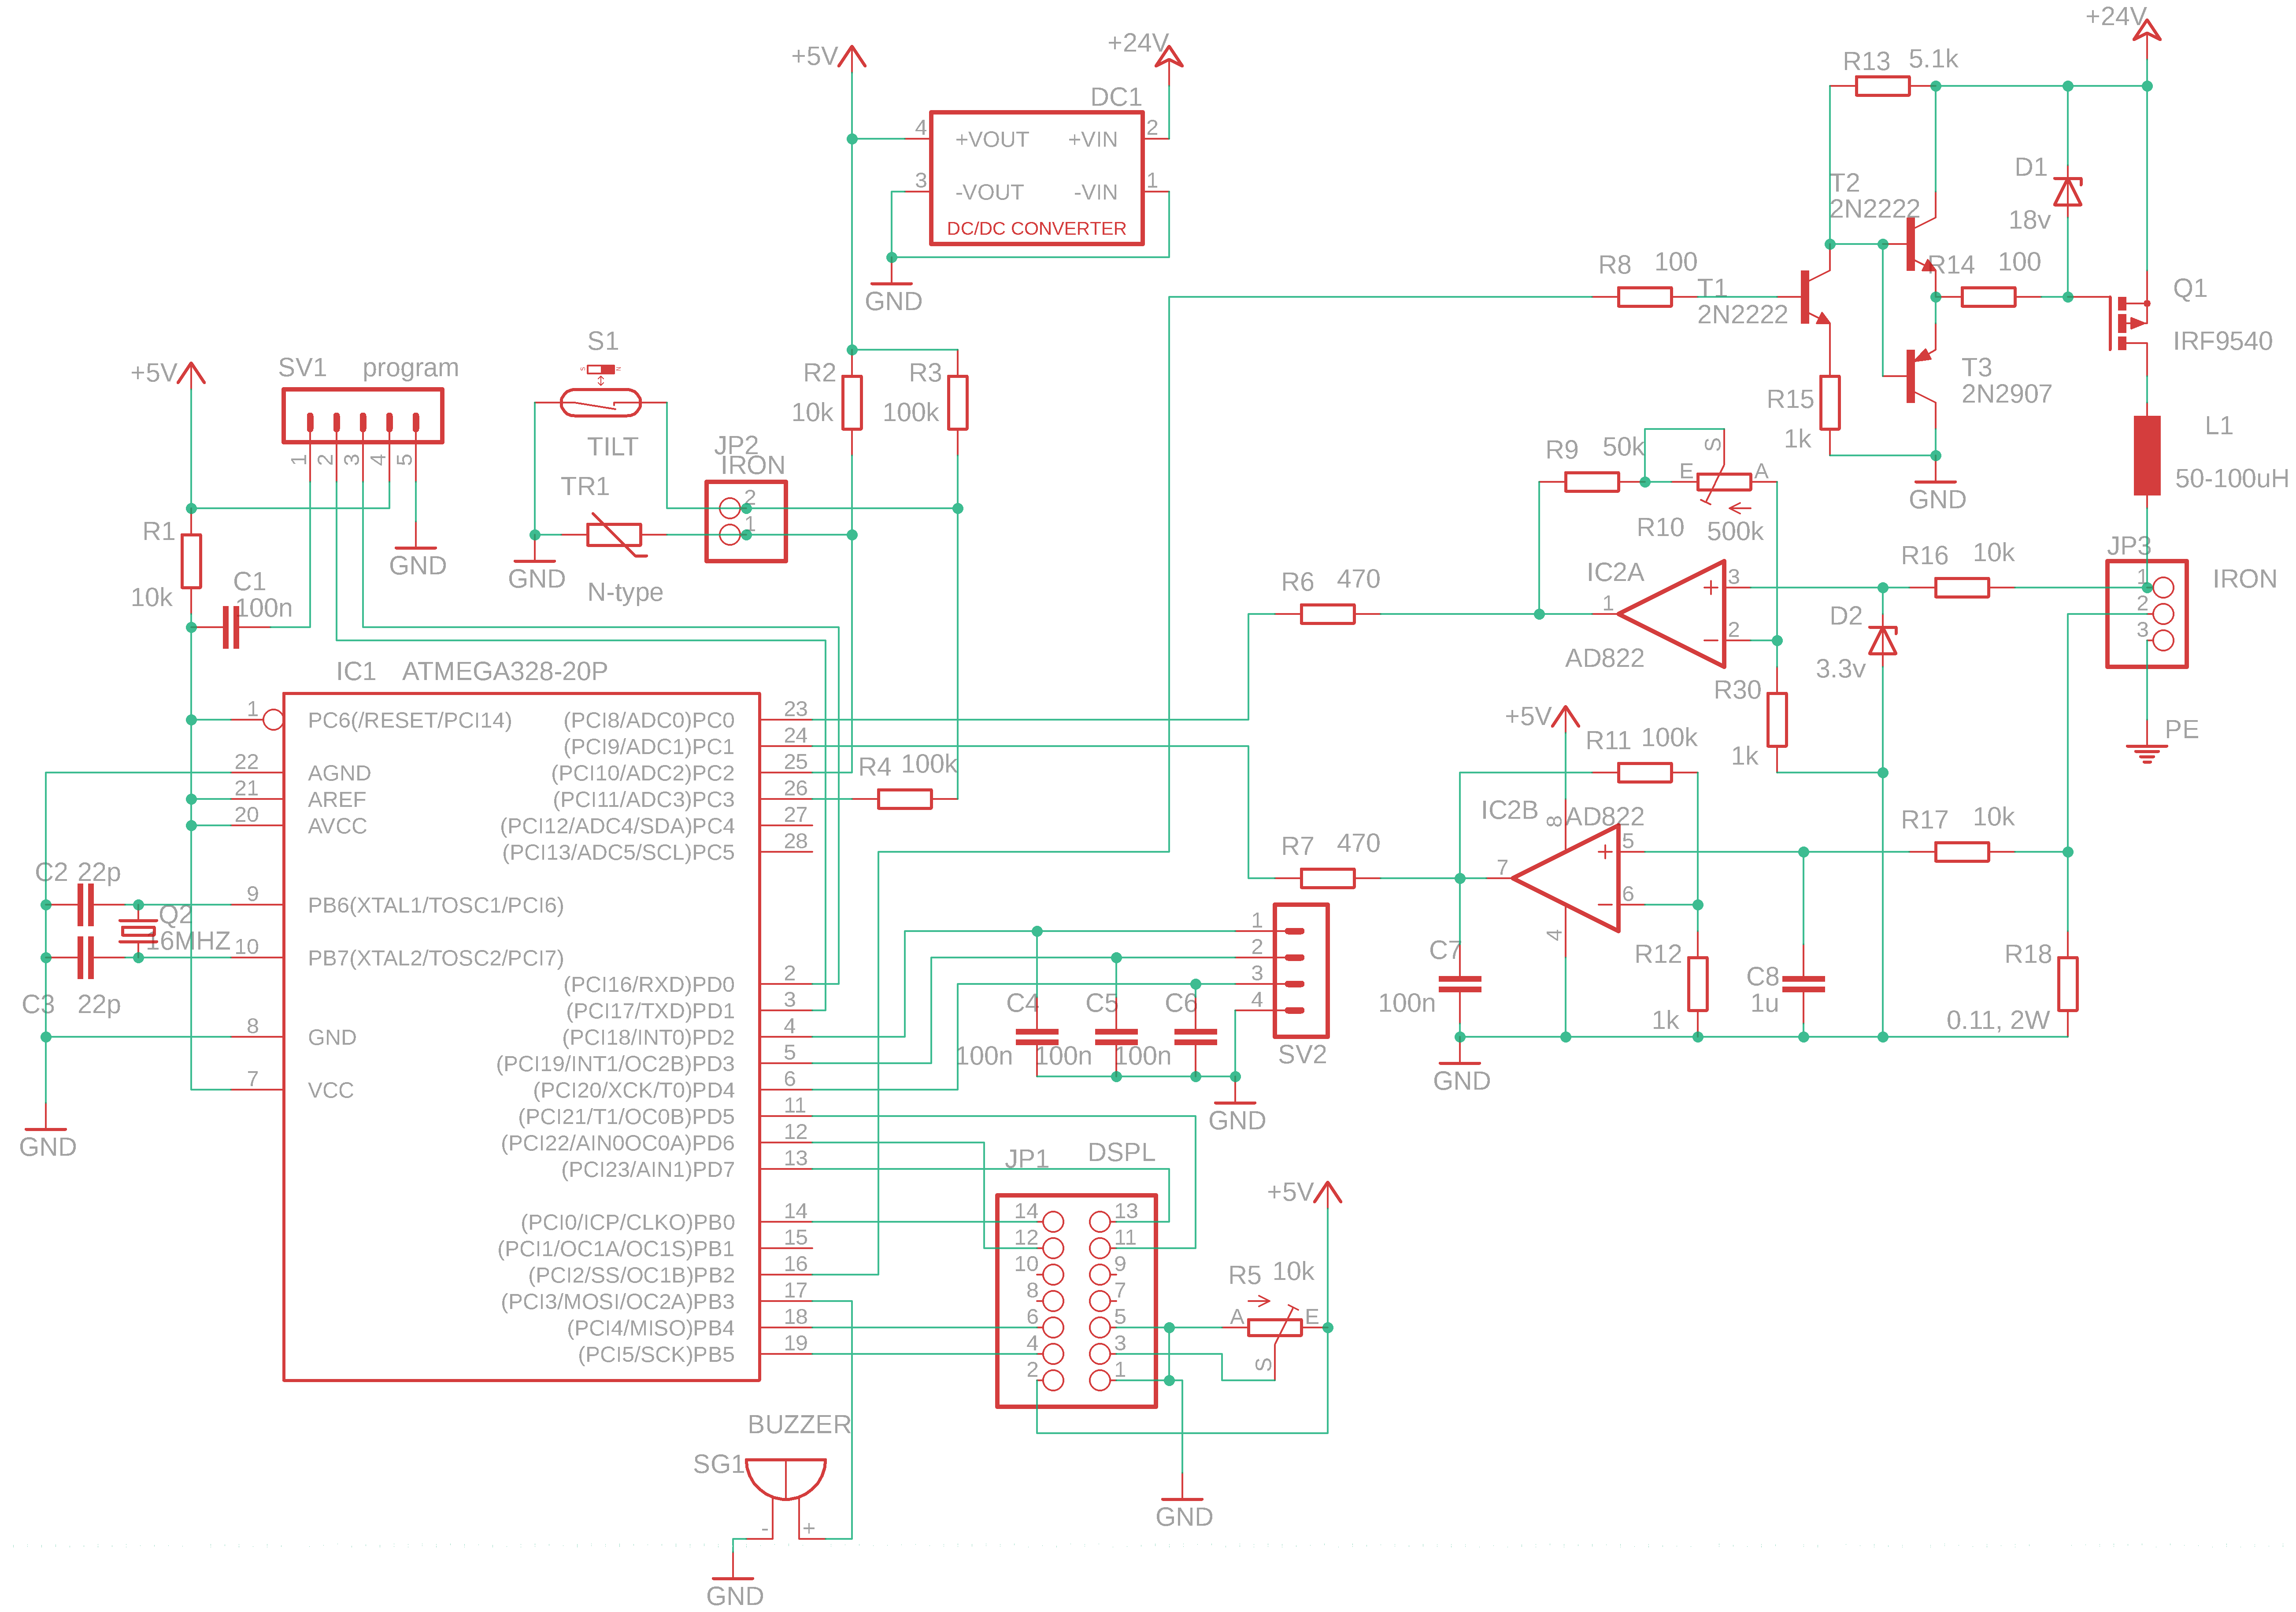 +24V
+5V
+24V
R13 5.1k
DC1
4 +VOUT +VIN 2
3 -VOUT -VIN 1
DC/DC CONVERTER
GND
T2
2N2222
D1
18v
R8 100
T1
2N2222
R14 100
Q1
IRF9540
T3
2N2907
R15
1k
GND
L1
50-100uH
+5V
SV1 program
1 2 3 4 5
GND
S1
S N
TILT
TR1
N-type
GND
JP2
IRON
2
1
R2
10k
R3
100k
R1
10k
C1
100n
R9 50k
S
E A
R10
500k
R6 470
IC2A
AD822
3
1
2
+
-
R16 10k
D2
3.3v
JP3
IRON
1
2
3
PE
R30
1k
IC1 ATMEGA328-20P
1 PC6(/RESET/PCI14)
22 AGND
21 AREF
20 AVCC
9 PB6(XTAL1/TOSC1/PCI6)
10 PB7(XTAL2/TOSC2/PCI7)
8 GND
7 VCC
(PCI8/ADC0)PC0 23
(PCI9/ADC1)PC1 24
(PCI10/ADC2)PC2 25
(PCI11/ADC3)PC3 26
(PCI12/ADC4/SDA)PC4 27
(PCI13/ADC5/SCL)PC5 28
(PCI16/RXD)PD0 2
(PCI17/TXD)PD1 3
(PCI18/INT0)PD2 4
(PCI19/INT1/OC2B)PD3 5
(PCI20/XCK/T0)PD4 6
(PCI21/T1/OC0B)PD5 11
(PCI22/AIN0OC0A)PD6 12
(PCI23/AIN1)PD7 13
(PCI0/ICP/CLKO)PB0 14
(PCI1/OC1A/OC1S)PB1 15
(PCI2/SS/OC1B)PB2 16
(PCI3/MOSI/OC2A)PB3 17
(PCI4/MISO)PB4 18
(PCI5/SCK)PB5 19
C2 22p
Q2
16MHZ
C3 22p
GND
R4 100k
+5V
R11 100k
IC2B
AD822
8
5
7
6
4
+
-
R17 10k
R7 470
C7
100n
R12
1k
C8
1u
R18
0.11, 2W
GND
1
2
3
4
SV2
C4
100n
C5
100n
C6
100n
GND
JP1 DSPL
14 13
12 11
10 9
8 7
6 5
4 3
2 1
+5V
R5 10k
A E
S
GND
BUZZER
SG1
- +
GND